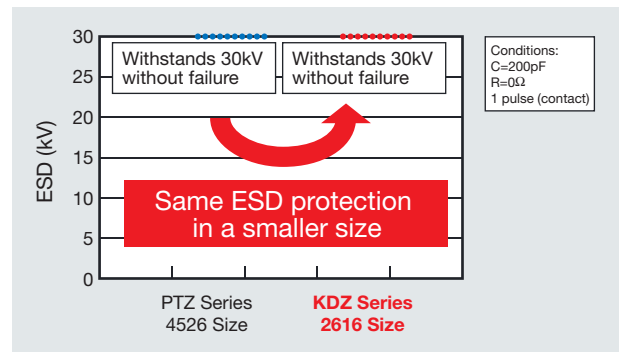 30
25
20
15
10
5
0
ESD (kV)
Withstands 30kV
without failure
Withstands 30kV
without failure
Conditions:
C=200pF
R=0Ω
1 pulse (contact)
Same ESD protection
in a smaller size
PTZ Series
4526 Size
KDZ Series
2616 Size